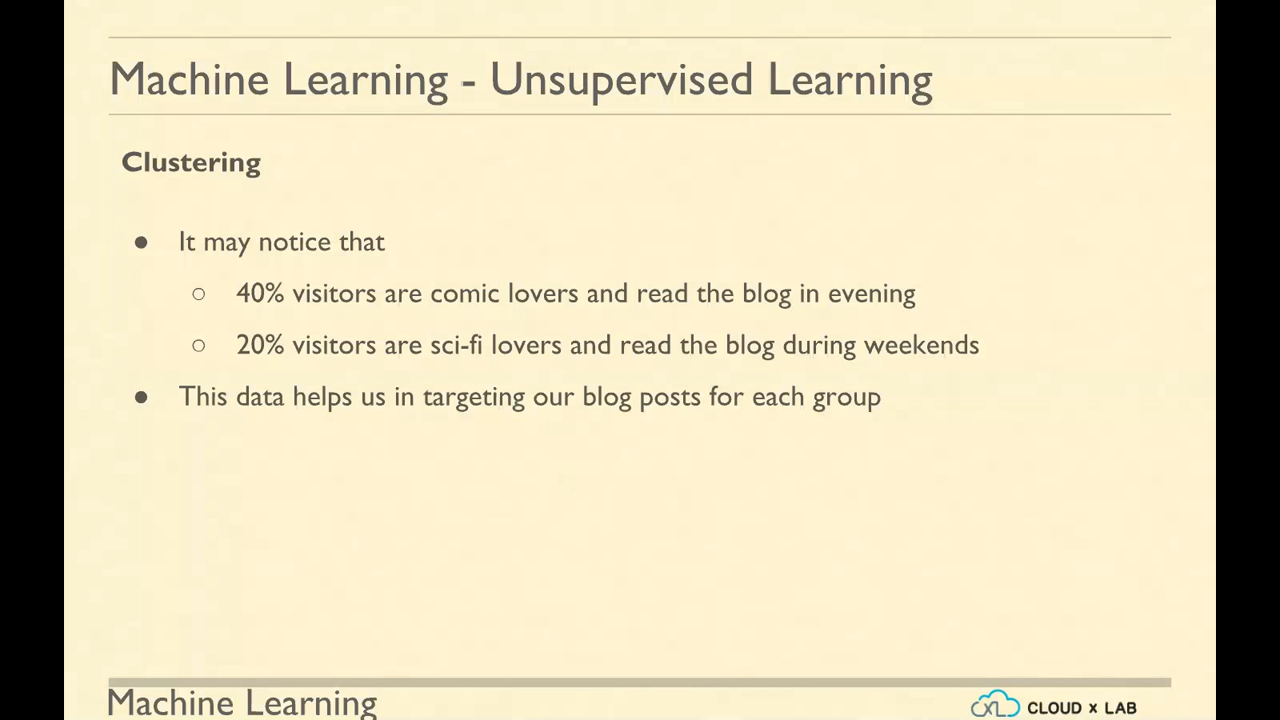 Machine Learning - Unsupervised Learning
Clustering
● It may notice that
○ 40% visitors are comic lovers and read the blog in evening
○ 20% visitors are sci-fi lovers and read the blog during weekends
● This data helps us in targeting our blog posts for each group
Machine Learning
CLOUD x LAB